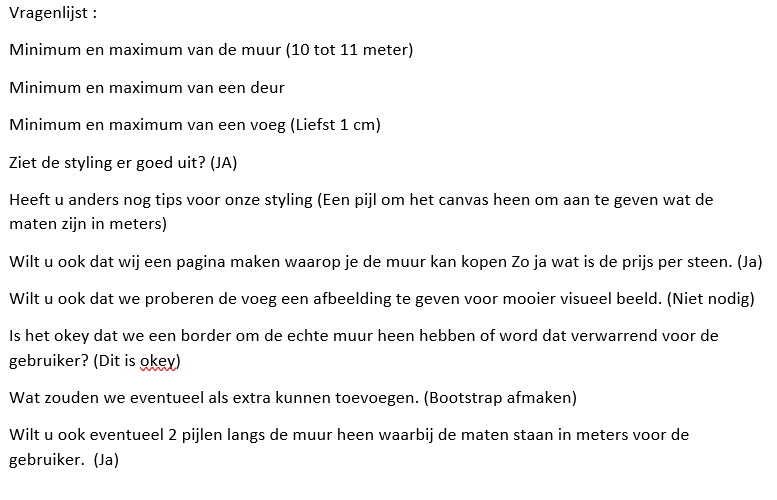 Vragenlijst :
Minimum en maximum van de muur (10 tot 11 meter)
Minimum en maximum van een deur
Minimum en maximum van een voeg (Liefst 1 cm)
Ziet de styling er goed uit? (JA)
Heeft u anders nog tips voor onze styling (Een pijl om het canvas heen om aan te geven wat de
maten zijn in meters)
Wilt u ook dat wij een pagina maken waarop je de muur kan kopen Zo ja wat is de prijs per steen. (Ja)
Wilt u ook dat we proberen de voeg een afbeelding te geven voor mooier visueel beeld. (Niet nodig)
Is het okey dat we een border om de echte muur heen hebben of word dat verwarrend voor de
gebruiker? (Dit is okey)
Wat zouden we eventueel als extra kunnen toevoegen. (Bootstrap afmaken)
Wilt u ook eventueel 2 pijlen langs de muur heen waarbij de maten staan in meters voor de
gebruiker.  (Ja)